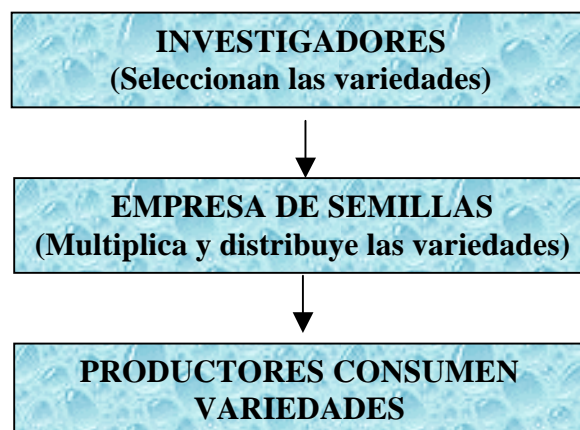 INVESTIGADORES
(Seleccionan las variedades)
EMPRESA DE SEMILLAS
(Multiplica y distribuye las variedades)
PRODUCTORES CONSUMEN
VARIEDADES